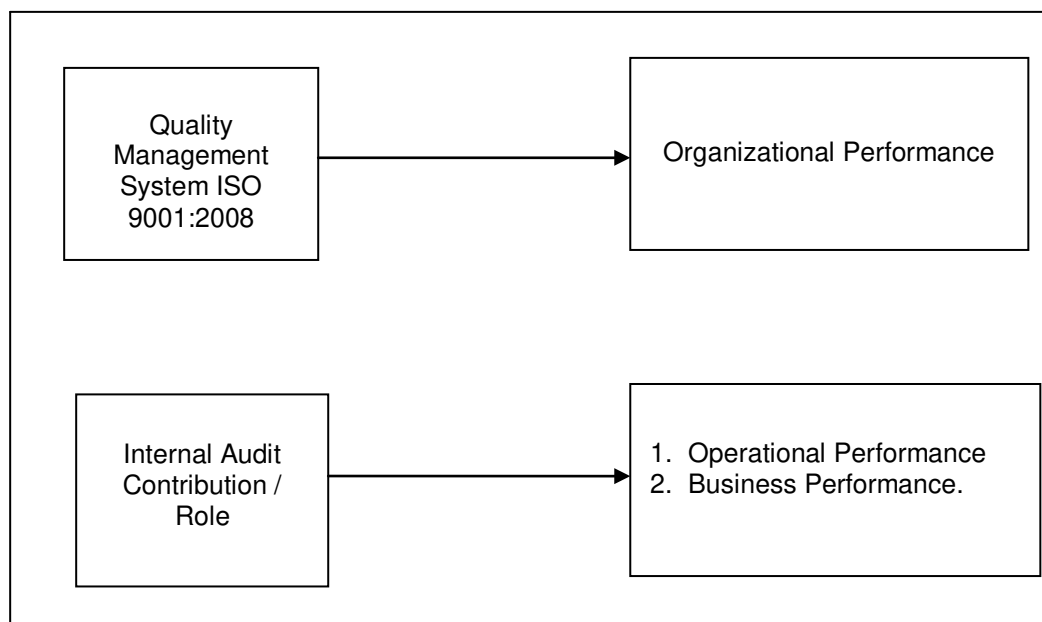 Quality
Management
System ISO
9001:2008
Organizational Performance
Internal Audit
Contribution /
Role
1. Operational Performance
2. Business Performance.